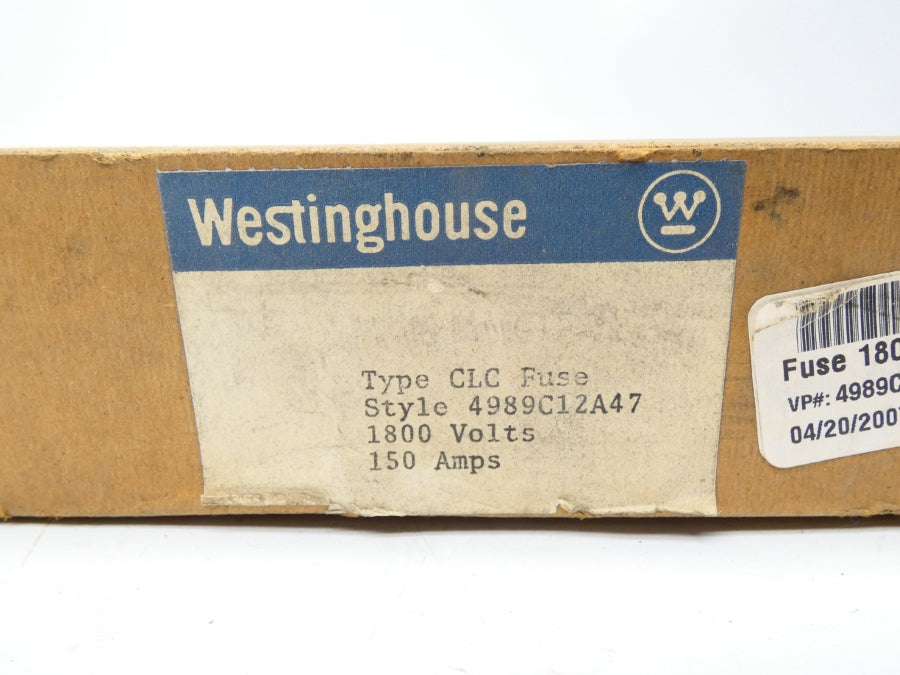 Westinghouse
W
Type CLC Fuse
Style 4989C12A47
1800 Volts
150 Amps
Fuse 180
VP#: 4989C
04/20/200